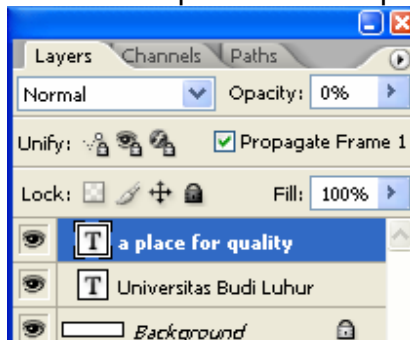 Layers Channels Paths
Normal Opacity: 0%
Unify: Propagate Frame 1
Lock: Fill: 100%
T a place for quality
T Universitas Budi Luhur
Background